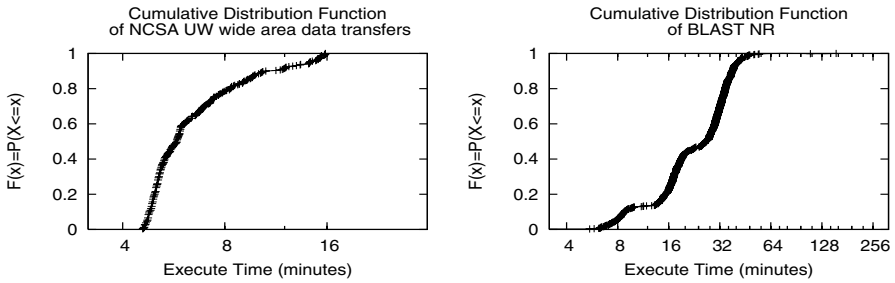 Cumulative Distribution Function
of NCSA UW wide area data transfers
F(x)=P(X<=x)
1
0.8
0.6
0.4
0.2
0
4 8 16
Execute Time (minutes)
Cumulative Distribution Function
of BLAST NR
F(x)=P(X<=x)
1
0.8
0.6
0.4
0.2
0
4 8 16 32 64 128 256
Execute Time (minutes)